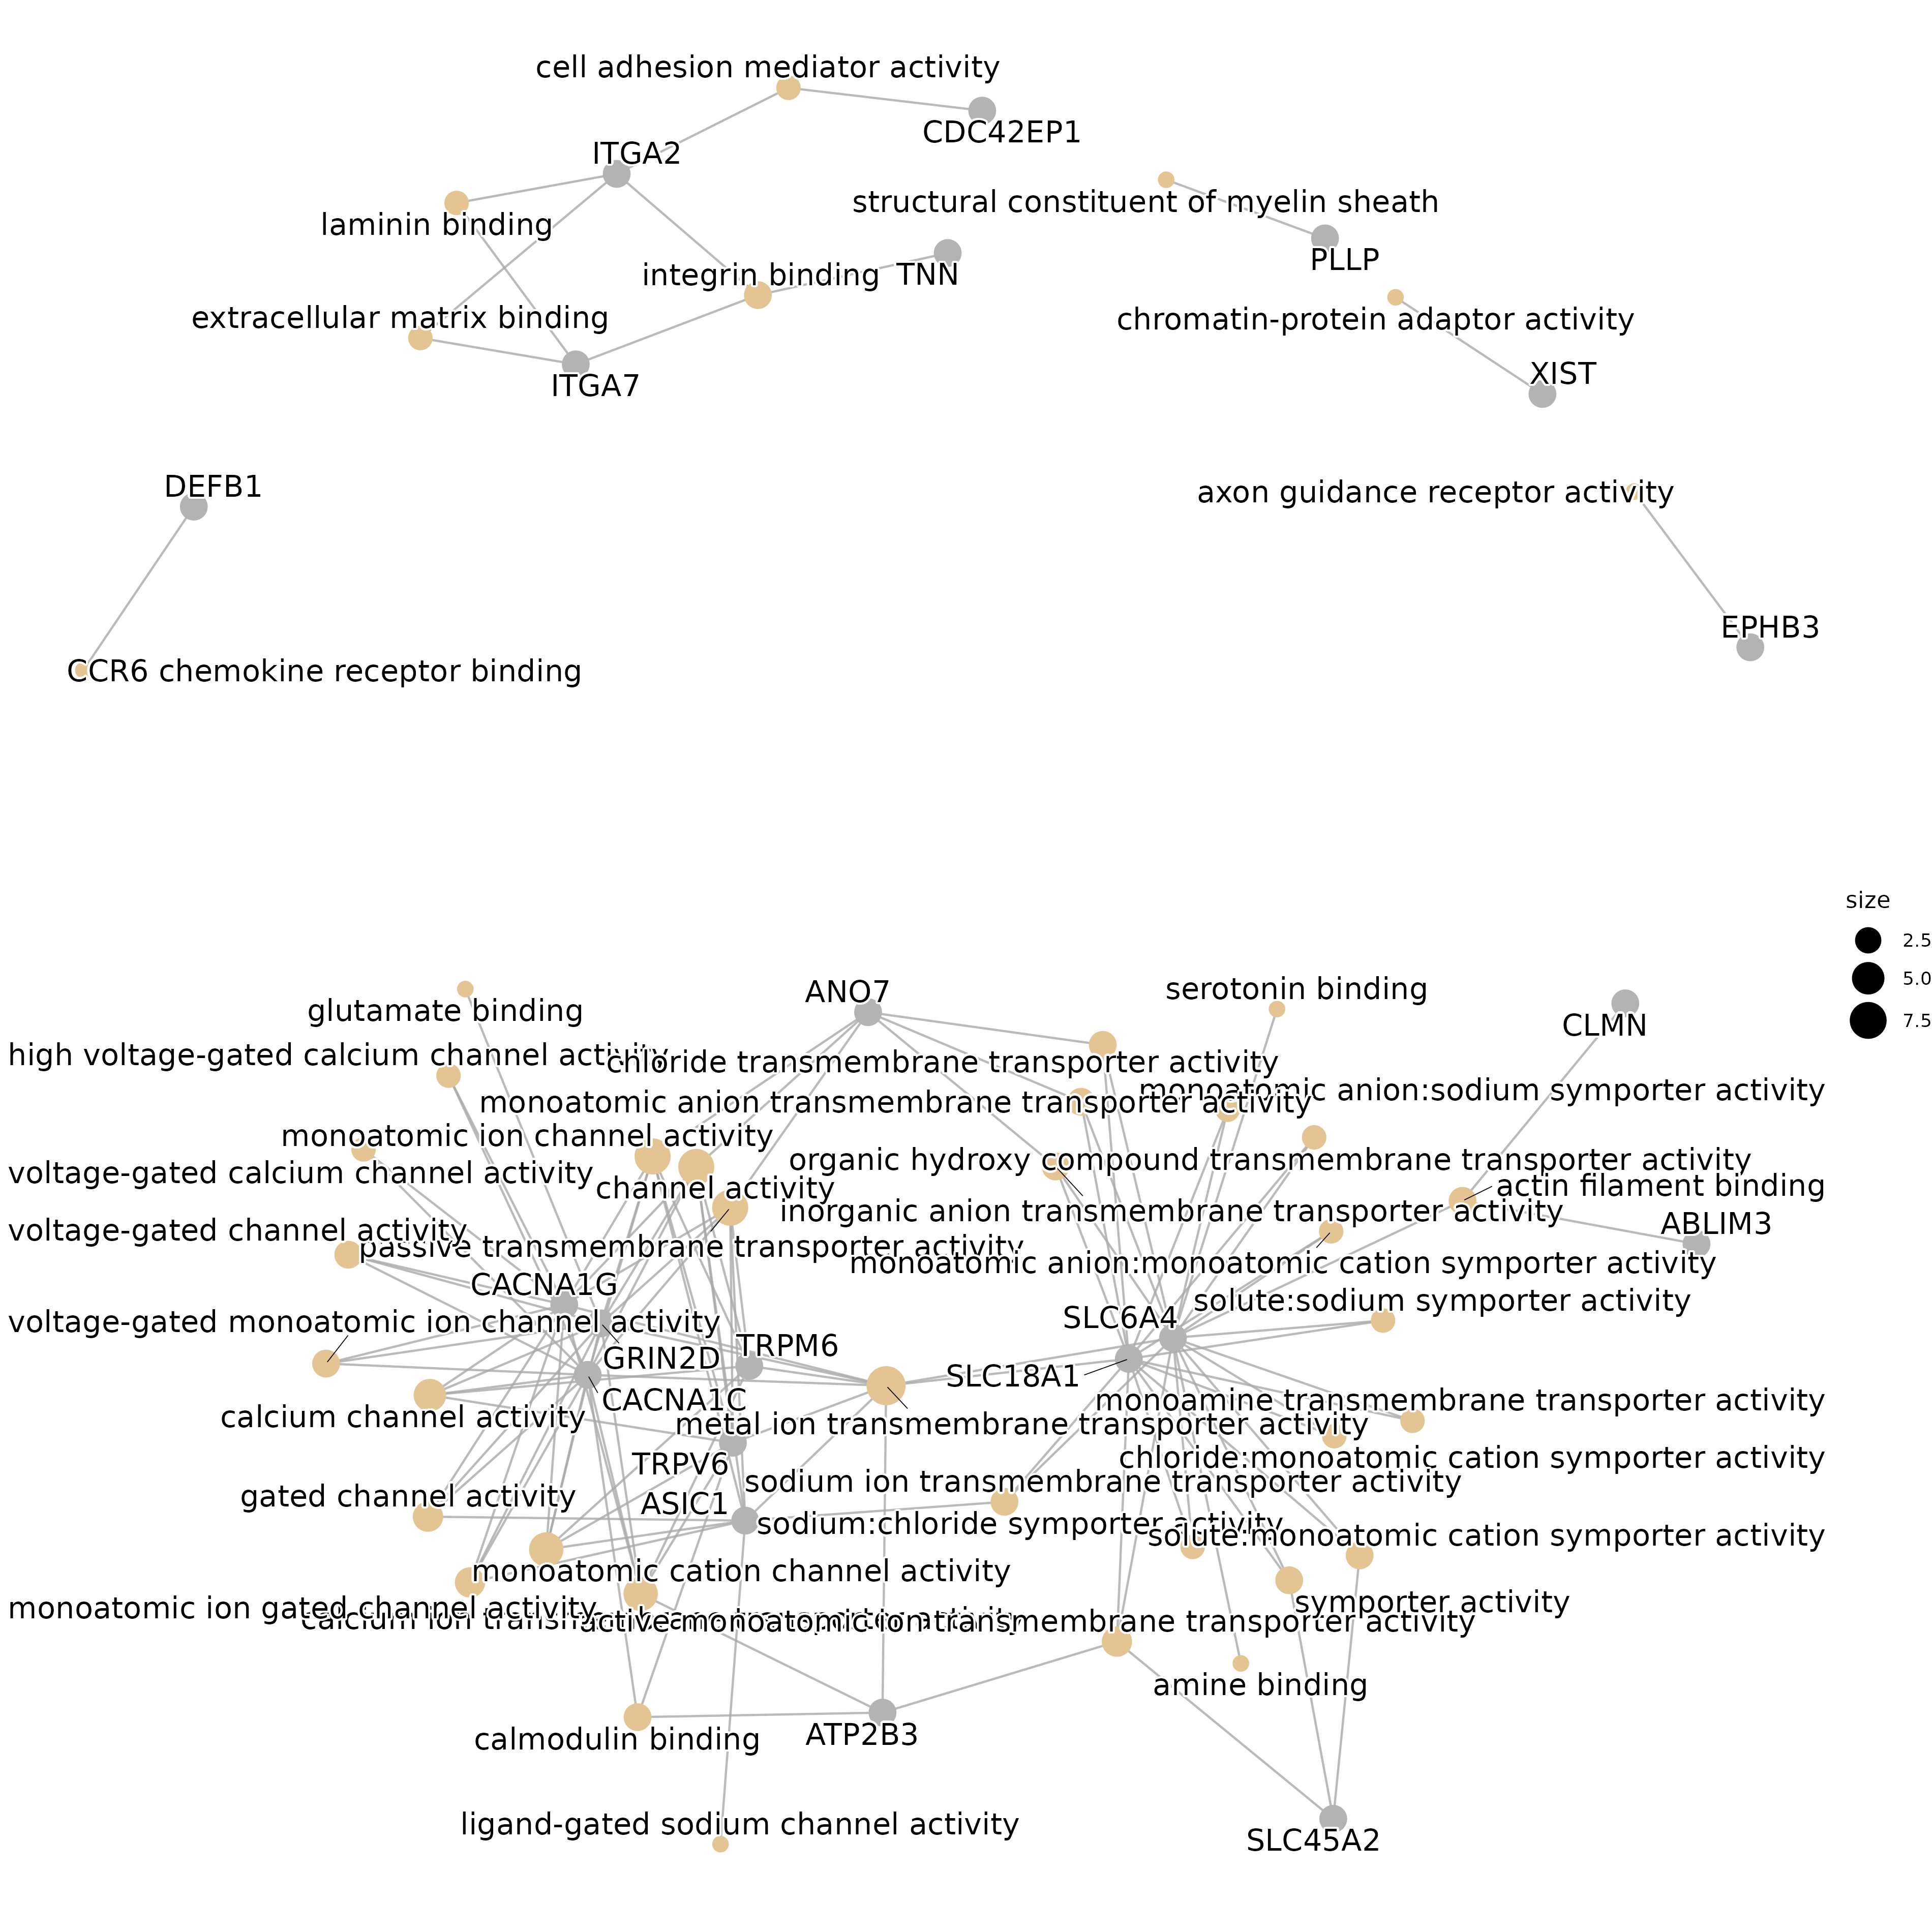 cell adhesion mediator activity
CDC42EP1
ITGA2
structural constituent of myelin sheath
laminin binding
PLLP
integrin binding
TNN
extracellular matrix binding
chromatin-protein adaptor activity
ITGA7
XIST
DEFB1
axon guidance receptor activity
EPHB3
CCR6 chemokine receptor binding
size
2.5
5.0
7.5
ANO7
serotonin binding
glutamate binding
CLMN
high voltage-gated calcium channel activity
chloride transmembrane transporter activity
monoatomic anion:sodium symporter activity
monoatomic anion transmembrane transporter activity
monoatomic ion channel activity
organic hydroxy compound transmembrane transporter activity
voltage-gated calcium channel activity
channel activity
actin filament binding
inorganic anion transmembrane transporter activity
ABLIM3
voltage-gated channel activity
passive transmembrane transporter activity
monoatomic anion:monoatomic cation symporter activity
CACNA1G
solute:sodium symporter activity
SLC6A4
voltage-gated monoatomic ion channel activity
TRPM6
GRIN2D
SLC18A1
CACNA1C
monoamine transmembrane transporter activity
calcium channel activity
metal ion transmembrane transporter activity
chloride:monoatomic cation symporter activity
TRPV6
sodium ion transmembrane transporter activity
gated channel activity
ASIC1
sodium:chloride symporter activity
solute:monoatomic cation symporter activity
monoatomic cation channel activity
symporter activity
monoatomic ion gated channel activity
calcium ion transmembrane transporter activity
active monoatomic ion transmembrane transporter activity
amine binding
calmodulin binding
ATP2B3
ligand-gated sodium channel activity
SLC45A2